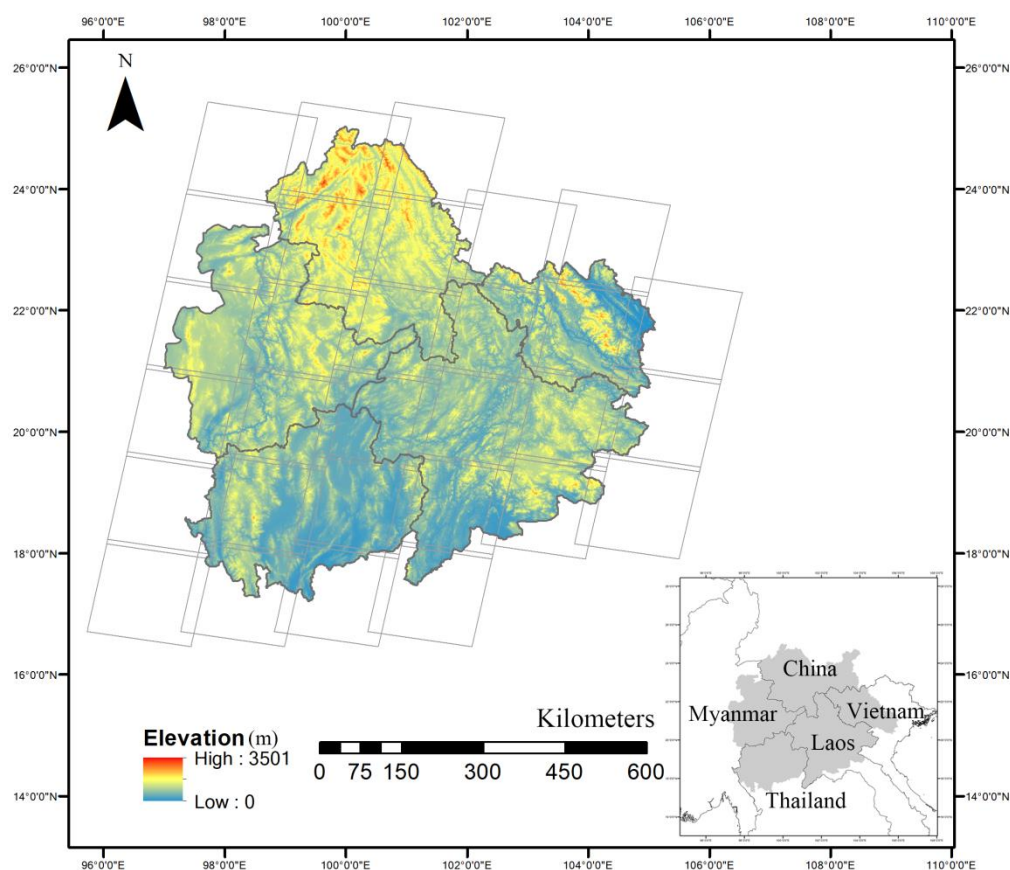 96°0'0"E 98°0'0"E 100°0'0"E 102°0'0"E 104°0'0"E 106°0'0"E 108°0'0"E 110°0'0"E
N
26°0'0"N 26°0'0"N
24°0'0"N 24°0'0"N
22°0'0"N 22°0'0"N
20°0'0"N 20°0'0"N
18°0'0"N 18°0'0"N
16°0'0"N 16°0'0"N
14°0'0"N 14°0'0"N
China
Myanmar Vietnam
Laos
Thailand
Kilometers
0 75 150 300 450 600
Elevation (m)
High : 3501
Low : 0
96°0'0"E 98°0'0"E 100°0'0"E 102°0'0"E 104°0'0"E 106°0'0"E 108°0'0"E 110°0'0"E